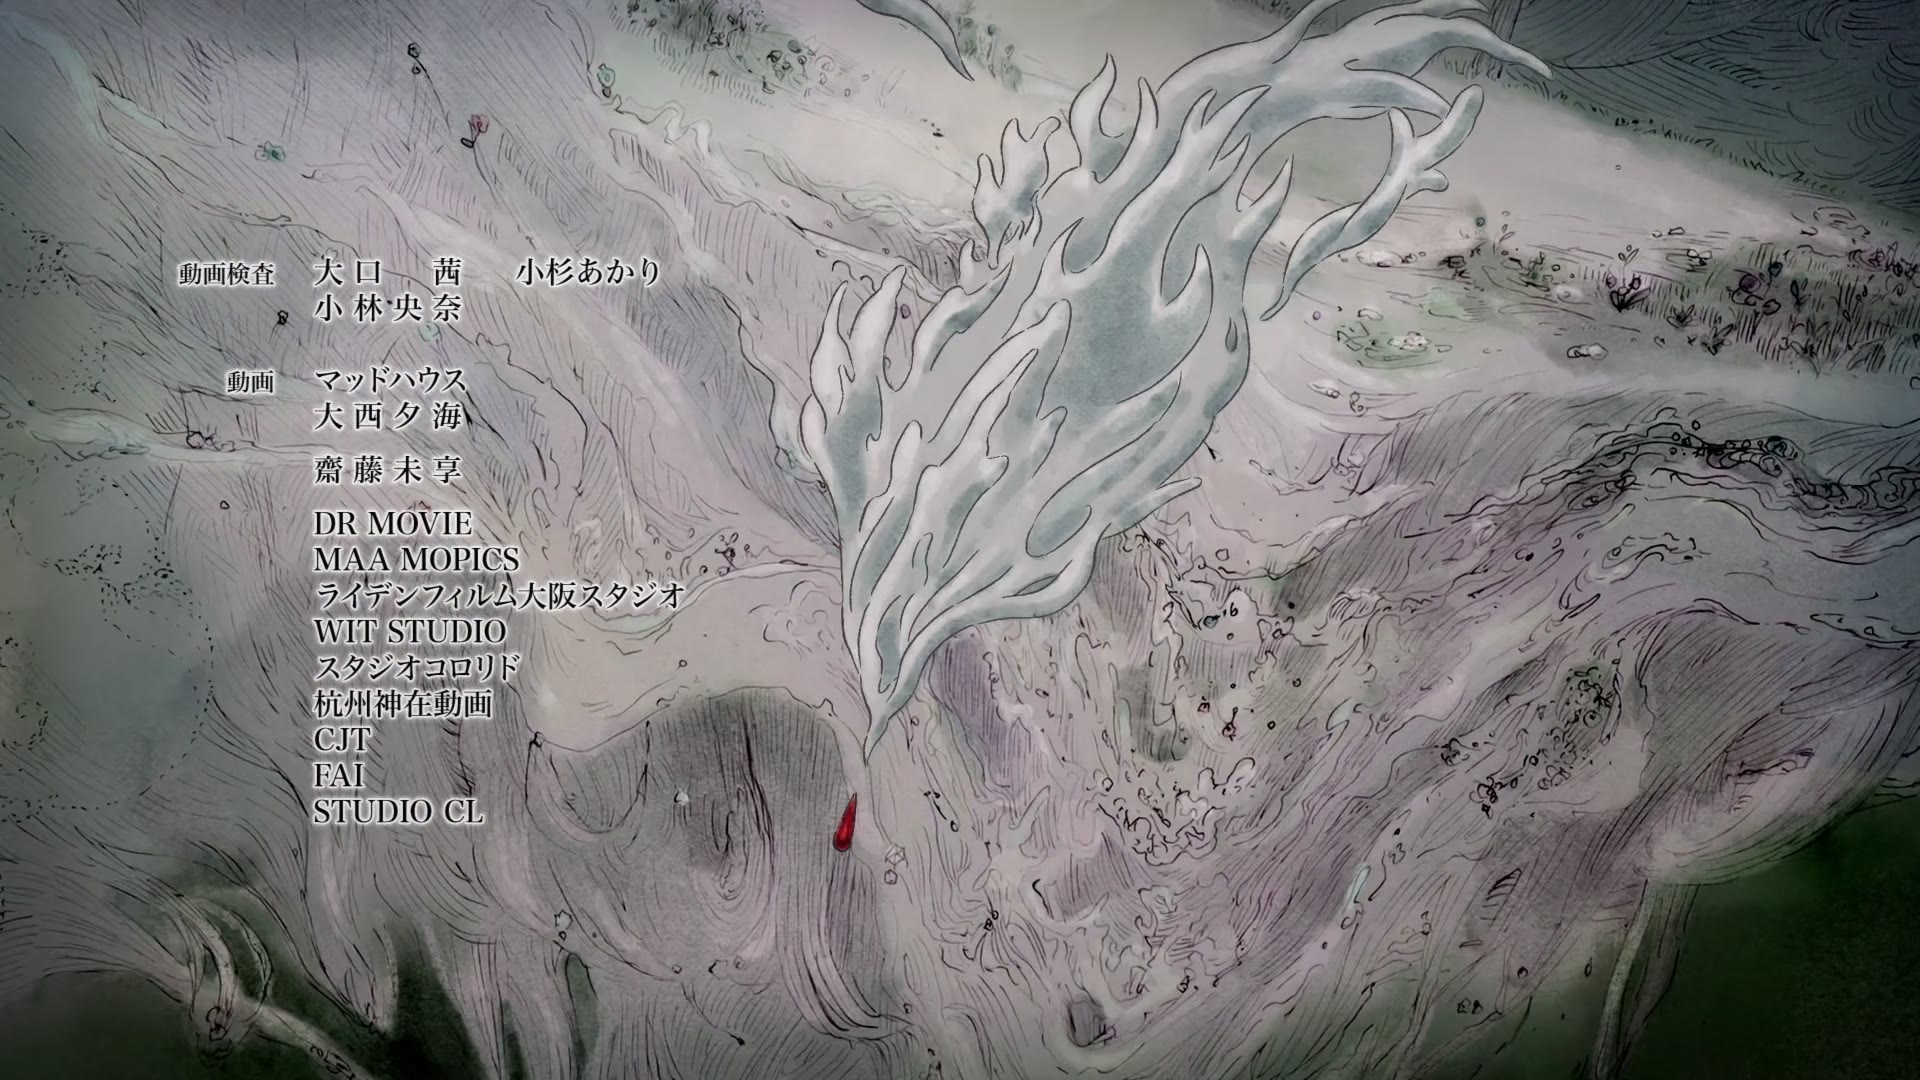 動画検査 大口 茜 小杉あかり
小林央奈
動画 マッドハウス
大西夕海
齋藤未享
DR MOVIE
MAA MOPICS
ライデンフィルム大阪スタジオ
WIT STUDIO
スタジオコロリド
杭州神在動画
CJT
FAI
STUDIO CL